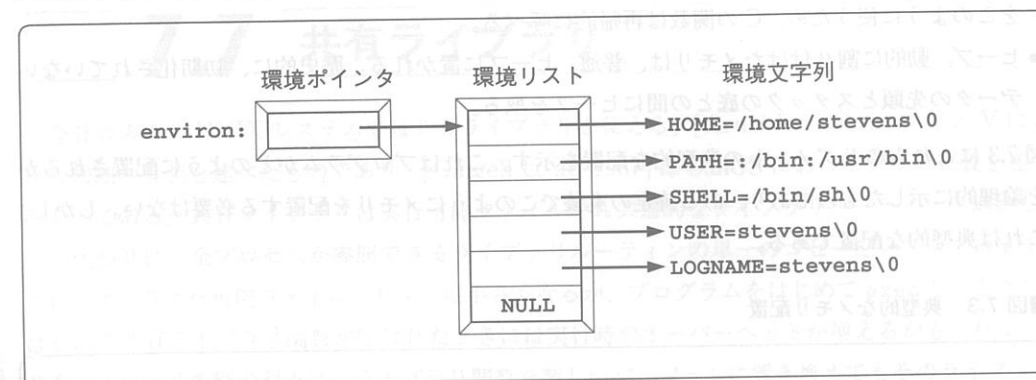 環境ポインタ 環境リスト 環境文字列
environ: HOME=/home/stevens\0
PATH=:/bin:/usr/bin\0
SHELL=/bin/sh\0
USER=stevens\0
LOGNAME=stevens\0
NULL